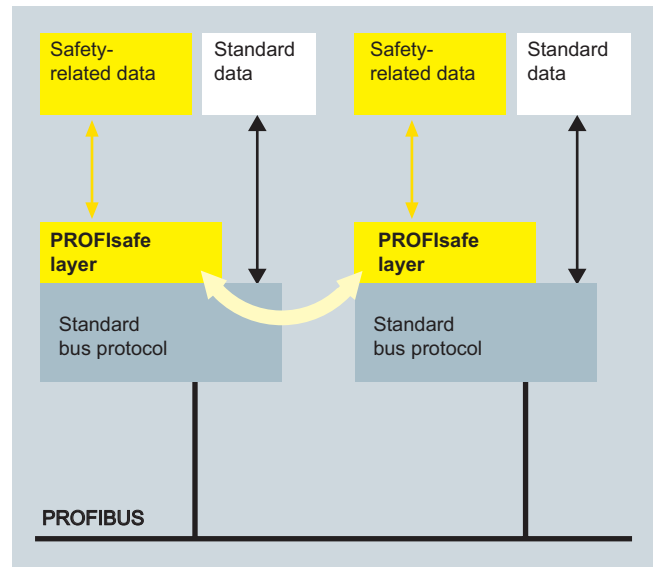 Safety-
related data
Standard
data
Safety-
related data
Standard
data
PROFIsafe
layer
PROFIsafe
layer
Standard
bus protocol
Standard
bus protocol
PROFIBUS